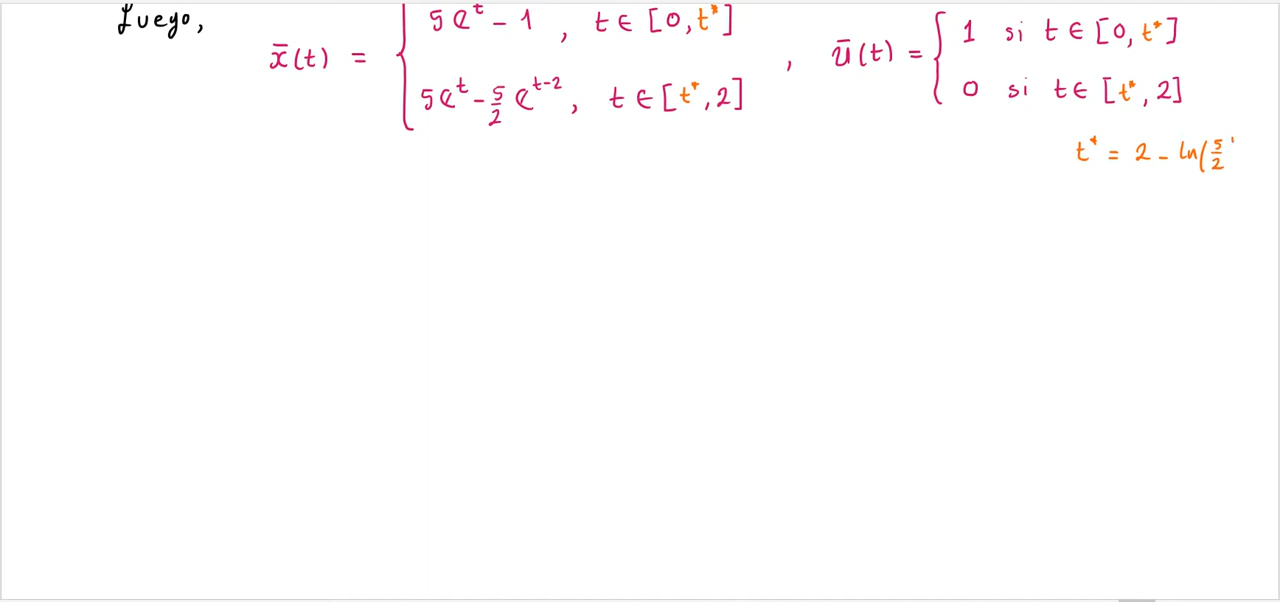 Luego,
x̄(t) = { 5e^t - 1 , t ∈ [0, t*]
5e^t - 5/2 e^{t-2}, t ∈ [t*, 2]
, ū(t) = { 1 si t ∈ [0, t*]
0 si t ∈ [t*, 2]
t* = 2 - ln(5/2